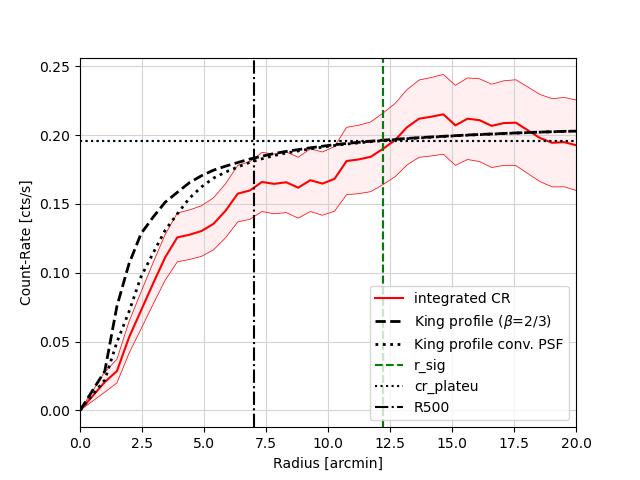 0.25
0.20
0.15
0.10
0.05
0.00
Count-Rate [cts/s]
integrated CR
King profile (β=2/3)
King profile conv. PSF
r_sig
cr_plateu
R500
0.0 2.5 5.0 7.5 10.0 12.5 15.0 17.5 20.0
Radius [arcmin]